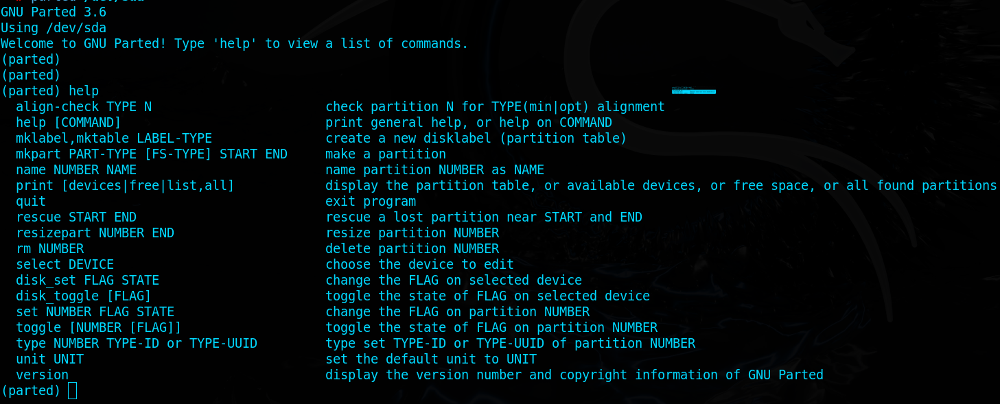 GNU Parted 3.6
Using /dev/sda
Welcome to GNU Parted! Type 'help' to view a list of commands.
(parted)
(parted)
(parted) help
  align-check TYPE N                       check partition N for TYPE(min|opt) alignment
  help [COMMAND]                           print general help, or help on COMMAND
  mklabel,mktable LABEL-TYPE               create a new disklabel (partition table)
  mkpart PART-TYPE [FS-TYPE] START END     make a partition
  name NUMBER NAME                         name partition NUMBER as NAME
  print [devices|free|list,all]            display the partition table, or available devices, or free space, or all found partitions
  quit                                     exit program
  rescue START END                         rescue a lost partition near START and END
  resizepart NUMBER END                    resize partition NUMBER
  rm NUMBER                                delete partition NUMBER
  select DEVICE                            choose the device to edit
  disk_set FLAG STATE                      change the FLAG on selected device
  disk_toggle [FLAG]                       toggle the state of FLAG on selected device
  set NUMBER FLAG STATE                    change the FLAG on partition NUMBER
  toggle [NUMBER [FLAG]]                   toggle the state of FLAG on partition NUMBER
  type NUMBER TYPE-ID or TYPE-UUID         type set TYPE-ID or TYPE-UUID of partition NUMBER
  unit UNIT                                set the default unit to UNIT
  version                                  display the version number and copyright information of GNU Parted
(parted)